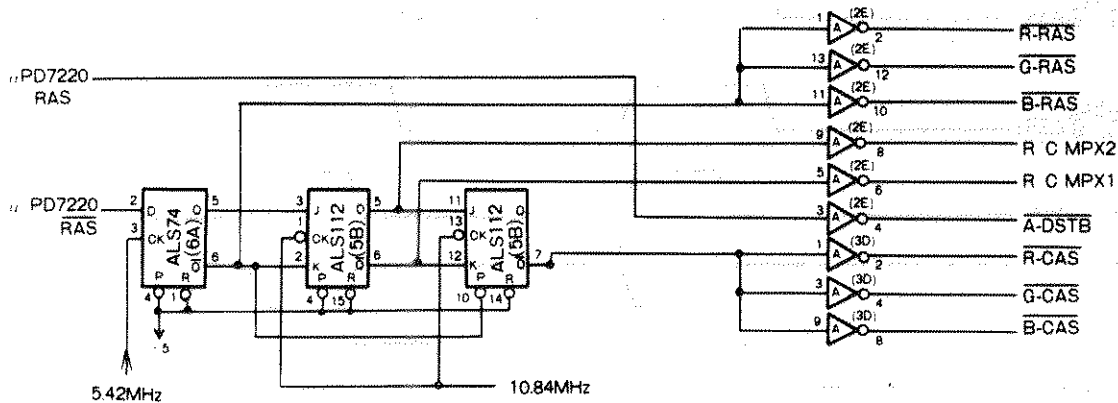 1 A (2E) 2 R-RAS
13 A (2E) 12 G-RAS
μPD7220
RAS
11 A (2E) 10 B-RAS
9 A (2E) 8 R C MPX2
5 A (2E) 6 R C MPX1
PD7220
RAS
2 D Q 5
3 CK
ALS74
(6A)
Q 6
P R
4 1
5
3 J Q 5
1 CK
ALS112
(5B)
2 K Q 6
P R
4 15
11 J Q
13 CK
ALS112
(5B)
12 K Q 7
P R
10 14
3 A (2E) 4 A-DSTB
1 A (3D) 2 R-CAS
3 A (3D) 4 G-CAS
9 A (3D) 8 B-CAS
5.42MHz
10.84MHz